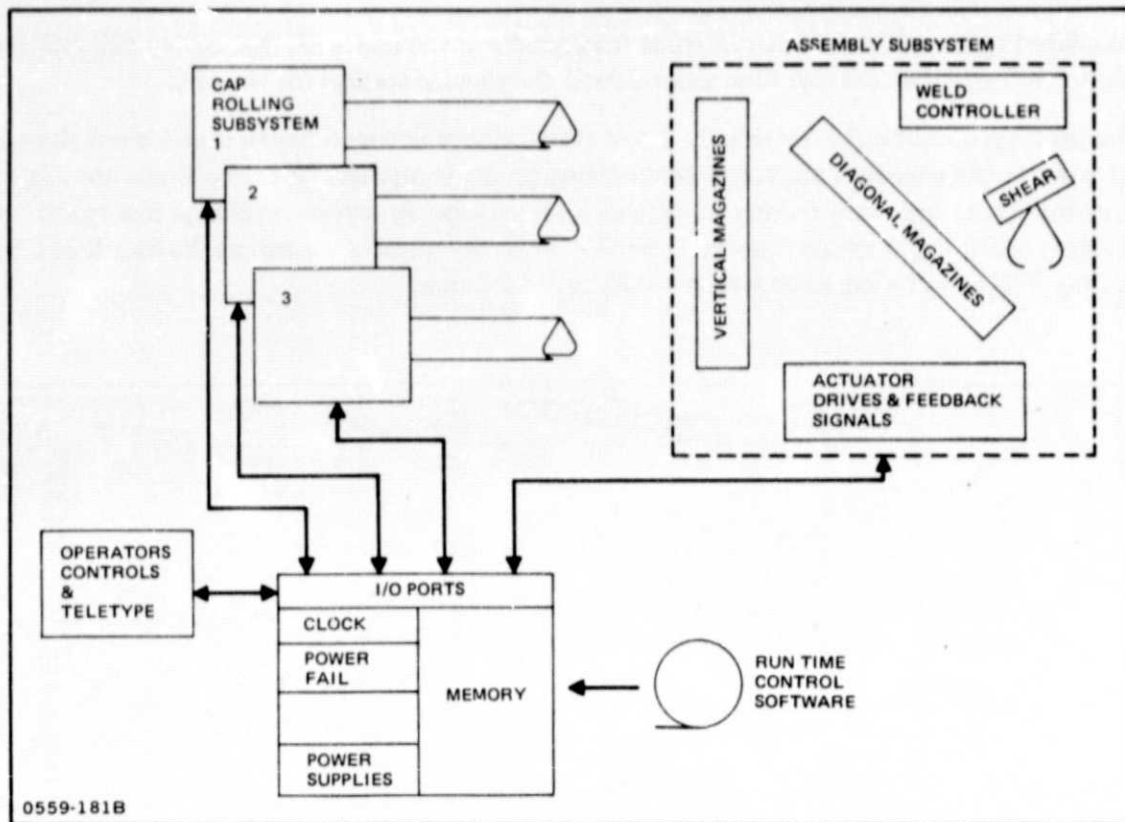 ASSEMBLY SUBSYSTEM
CAP
ROLLING
SUBSYSTEM
1
2
3
WELD
CONTROLLER
VERTICAL MAGAZINES
DIAGONAL MAGAZINES
SHEAR
ACTUATOR
DRIVES & FEEDBACK
SIGNALS
OPERATORS
CONTROLS
&
TELETYPE
I/O PORTS
CLOCK
POWER
FAIL
MEMORY
POWER
SUPPLIES
RUN TIME
CONTROL
SOFTWARE
0559-181B